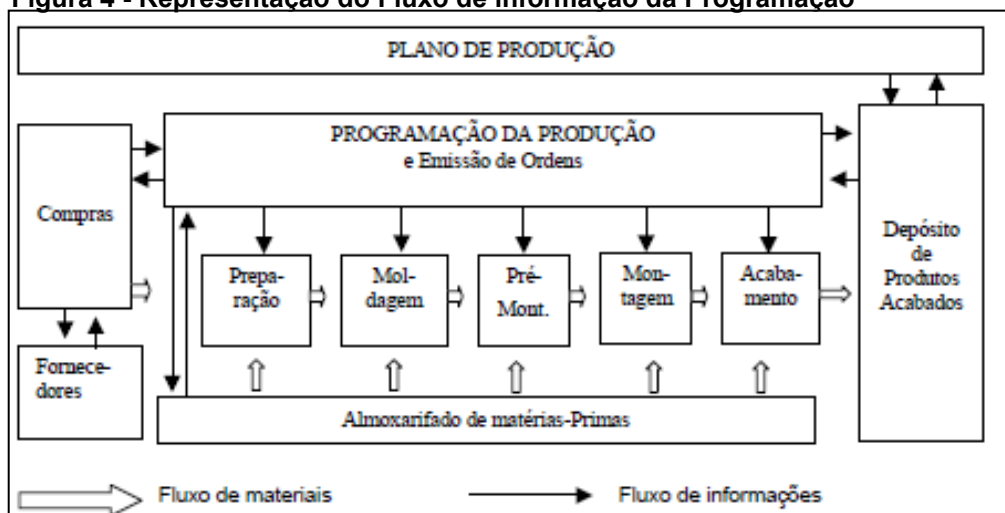 Figura 4 - Representação do Fluxo de Informação da Programação
PLANO DE PRODUÇÃO
PROGRAMAÇÃO DA PRODUÇÃO
e Emissão de Ordens
Compras
Depósito
de
Produtos
Acabados
Prepa-
ração
Mol-
dagem
Pré-
Mont.
Mon-
tagem
Acaba-
mento
Fornece-
dores
Almoxarifado de matérias-Primas
Fluxo de materiais
Fluxo de informações